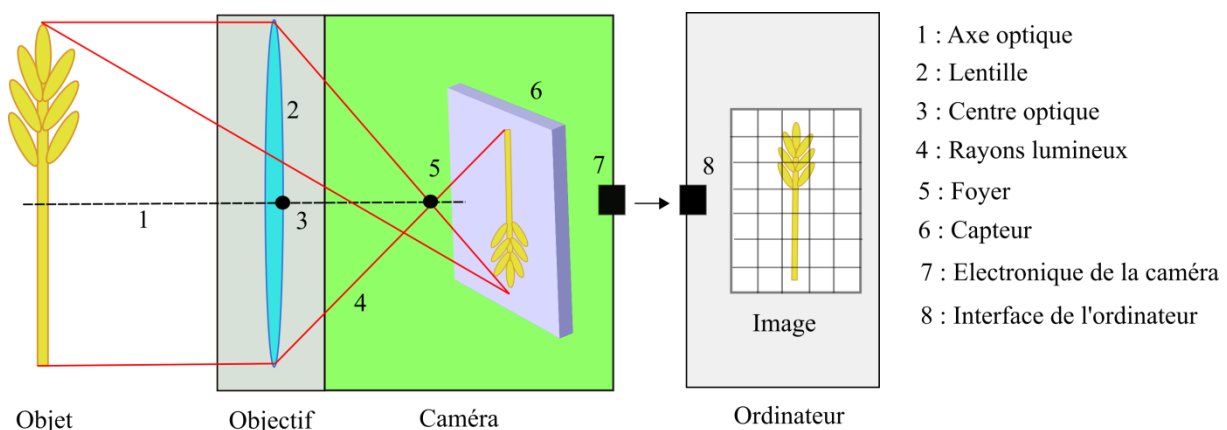 1
2
3
4
5
6
7
8
Image
Objet
Objectif
Caméra
Ordinateur
1 : Axe optique
2 : Lentille
3 : Centre optique
4 : Rayons lumineux
5 : Foyer
6 : Capteur
7 : Electronique de la caméra
8 : Interface de l'ordinateur